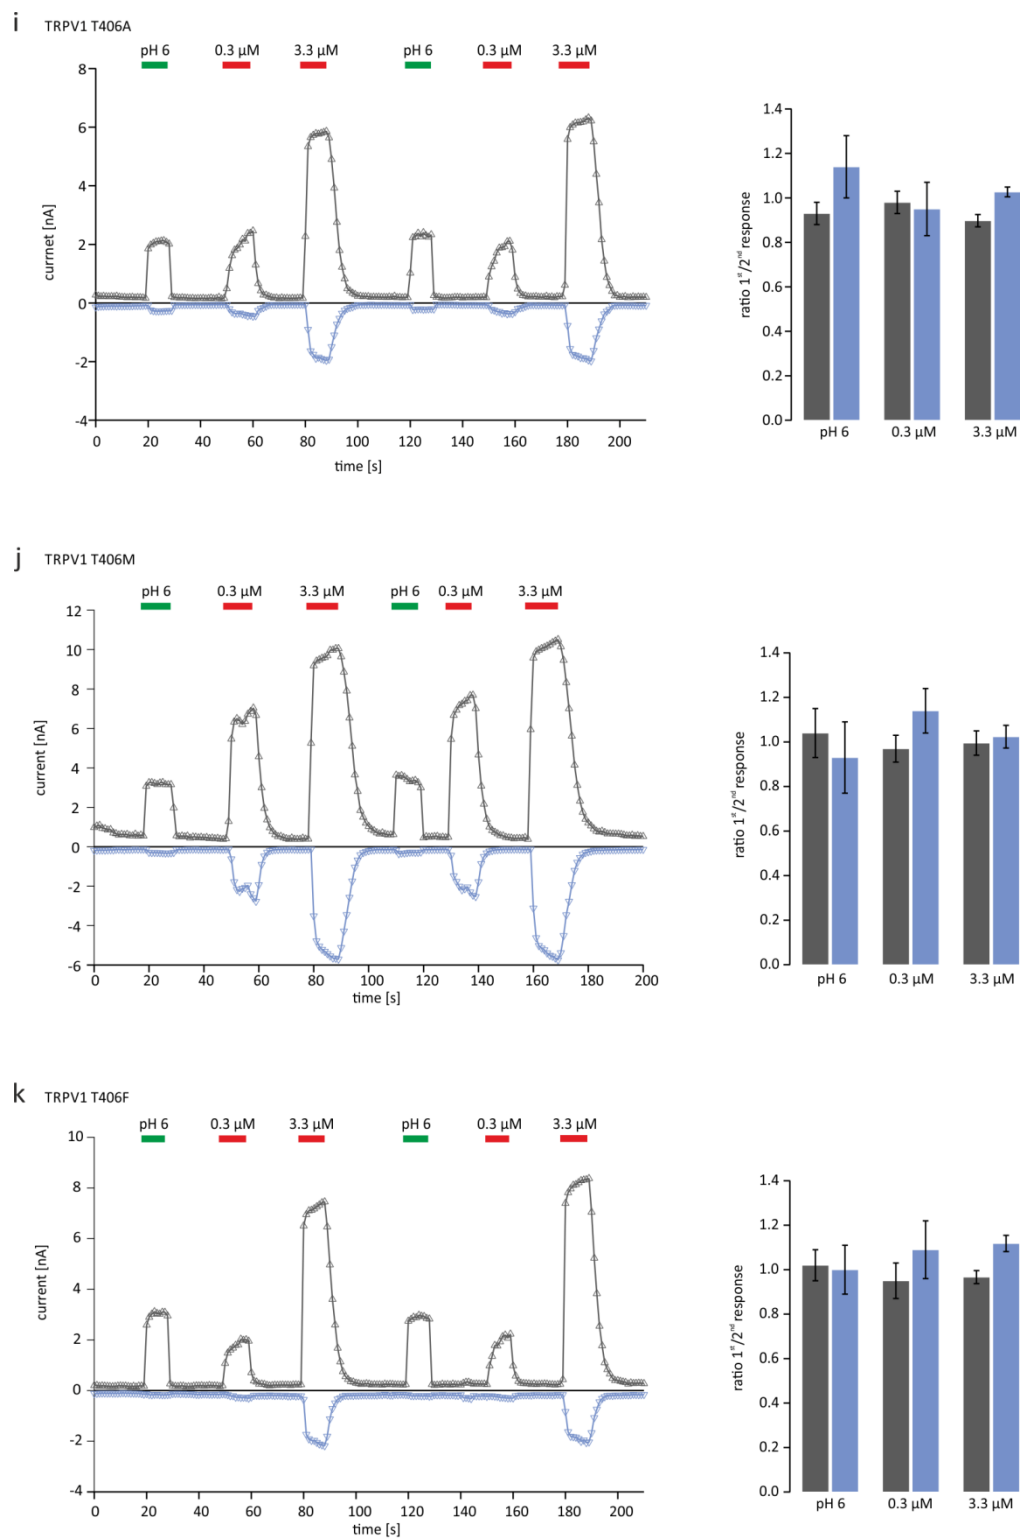 i TRPV1 T406A
pH 6 0.3 µM 3.3 µM pH 6 0.3 µM 3.3 µM
8
6
4
2
0
-2
-4
currnet [nA]
0 20 40 60 80 100 120 140 160 180 200
time [s]
1.4
1.2
1.0
0.8
0.6
0.4
0.2
0.0
ratio 1st/2nd response
pH 6 0.3 µM 3.3 µM
j TRPV1 T406M
pH 6 0.3 µM 3.3 µM pH 6 0.3 µM 3.3 µM
12
10
8
6
4
2
0
-2
-4
-6
current [nA]
0 20 40 60 80 100 120 140 160 180 200
time [s]
1.4
1.2
1.0
0.8
0.6
0.4
0.2
0.0
ratio 1st/2nd response
pH 6 0.3 µM 3.3 µM
k TRPV1 T406F
pH 6 0.3 µM 3.3 µM pH 6 0.3 µM 3.3 µM
10
8
6
4
2
0
-2
-4
current [nA]
0 20 40 60 80 100 120 140 160 180 200
time [s]
1.4
1.2
1.0
0.8
0.6
0.4
0.2
0.0
ratio 1st/2nd response
pH 6 0.3 µM 3.3 µM